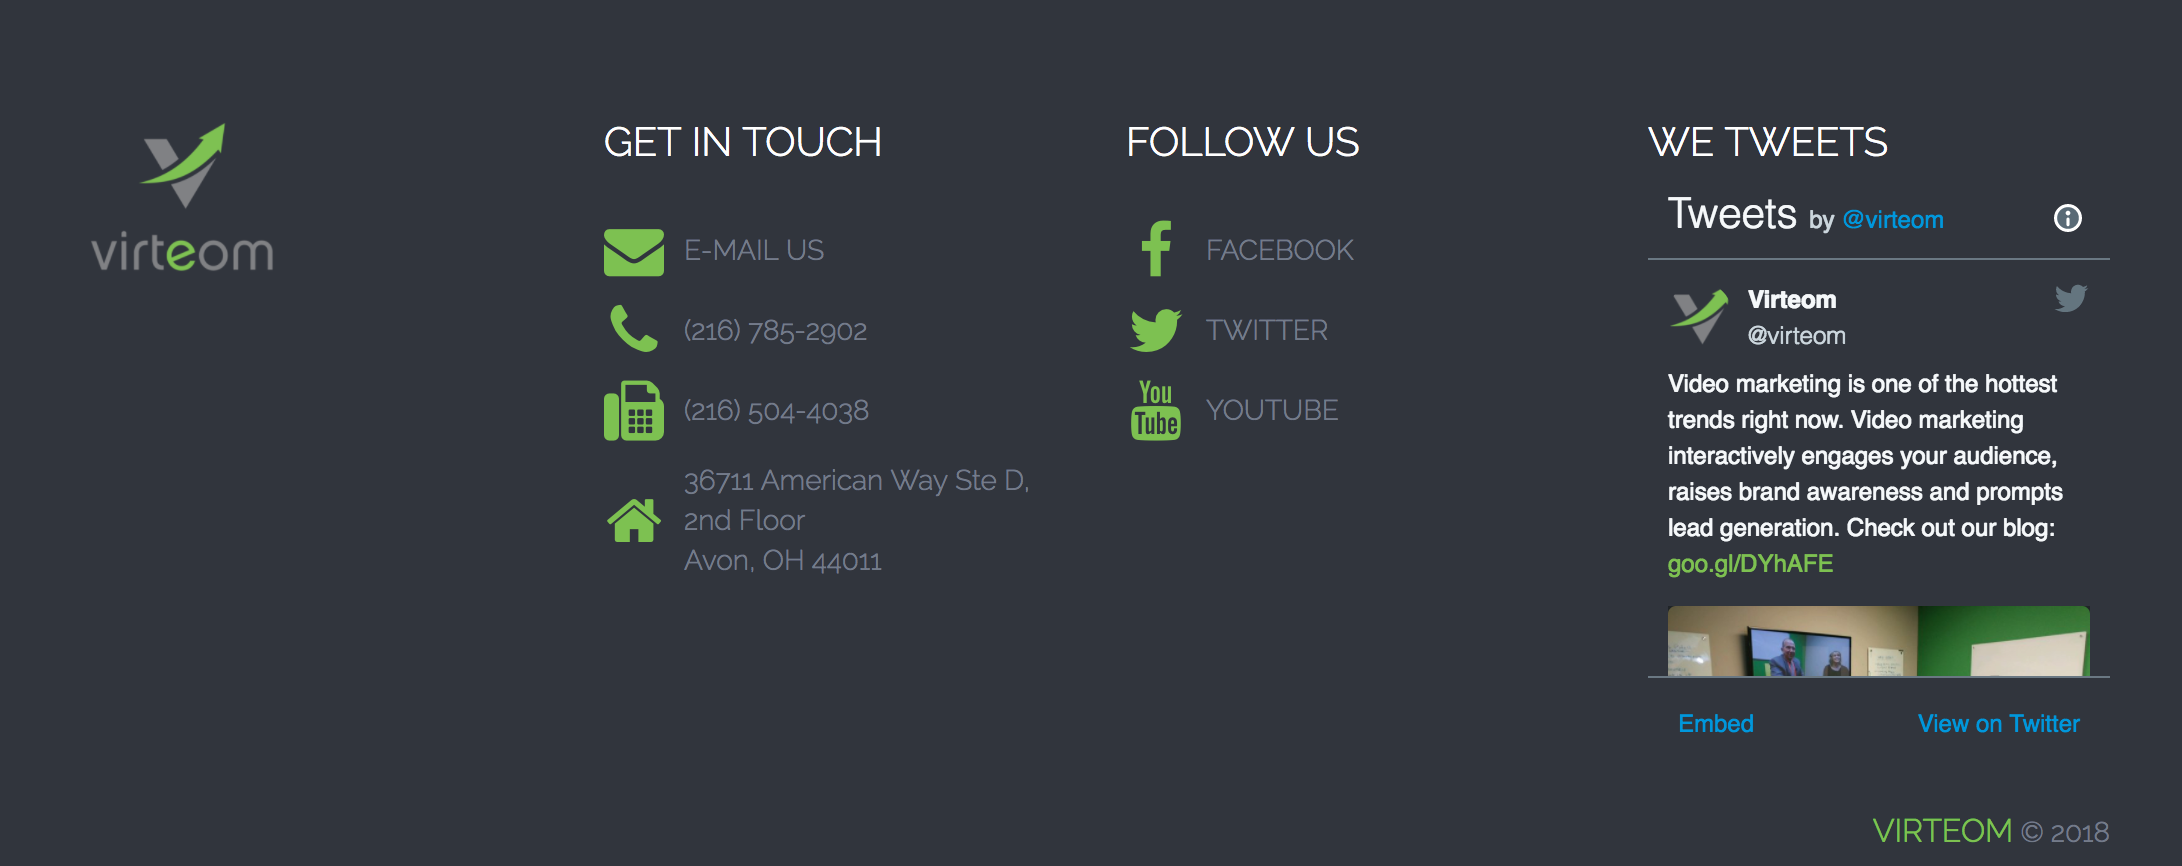 virteom
GET IN TOUCH
E-MAIL US
(216) 785-2902
(216) 504-4038
36711 American Way Ste D,
2nd Floor
Avon, OH 44011
FOLLOW US
FACEBOOK
TWITTER
You
Tube
YOUTUBE
WE TWEETS
Tweets by @virteom
Virteom
@virteom
Video marketing is one of the hottest
trends right now. Video marketing
interactively engages your audience,
raises brand awareness and prompts
lead generation. Check out our blog:
goo.gl/DYhAFE
Embed
View on Twitter
VIRTEOM © 2018